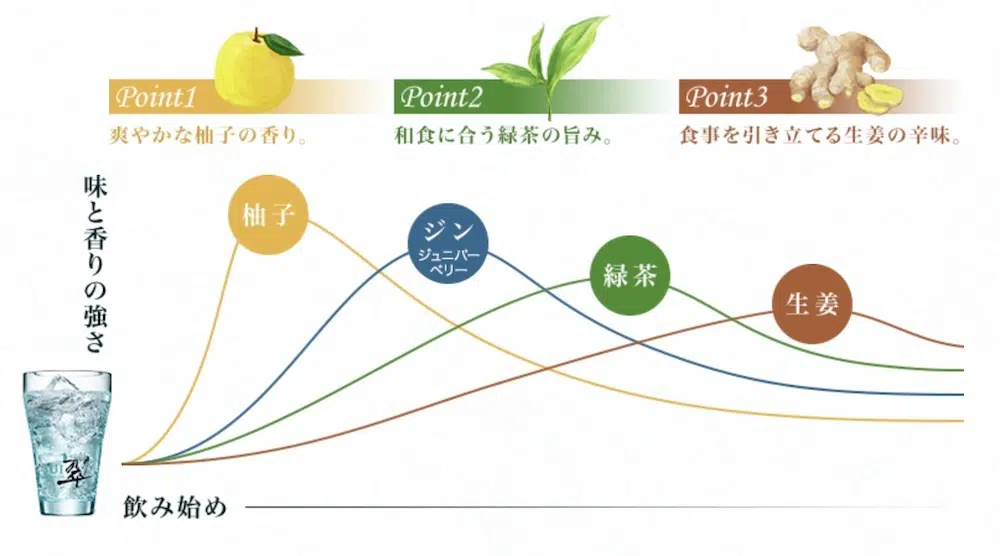 Point1
爽やかな柚子の香り。
Point2
和食に合う緑茶の旨み。
Point3
食事を引き立てる生姜の辛味。
味と香りの強さ
柚子
ジン
ジュニパー
ベリー
緑茶
生姜
翠
飲み始め